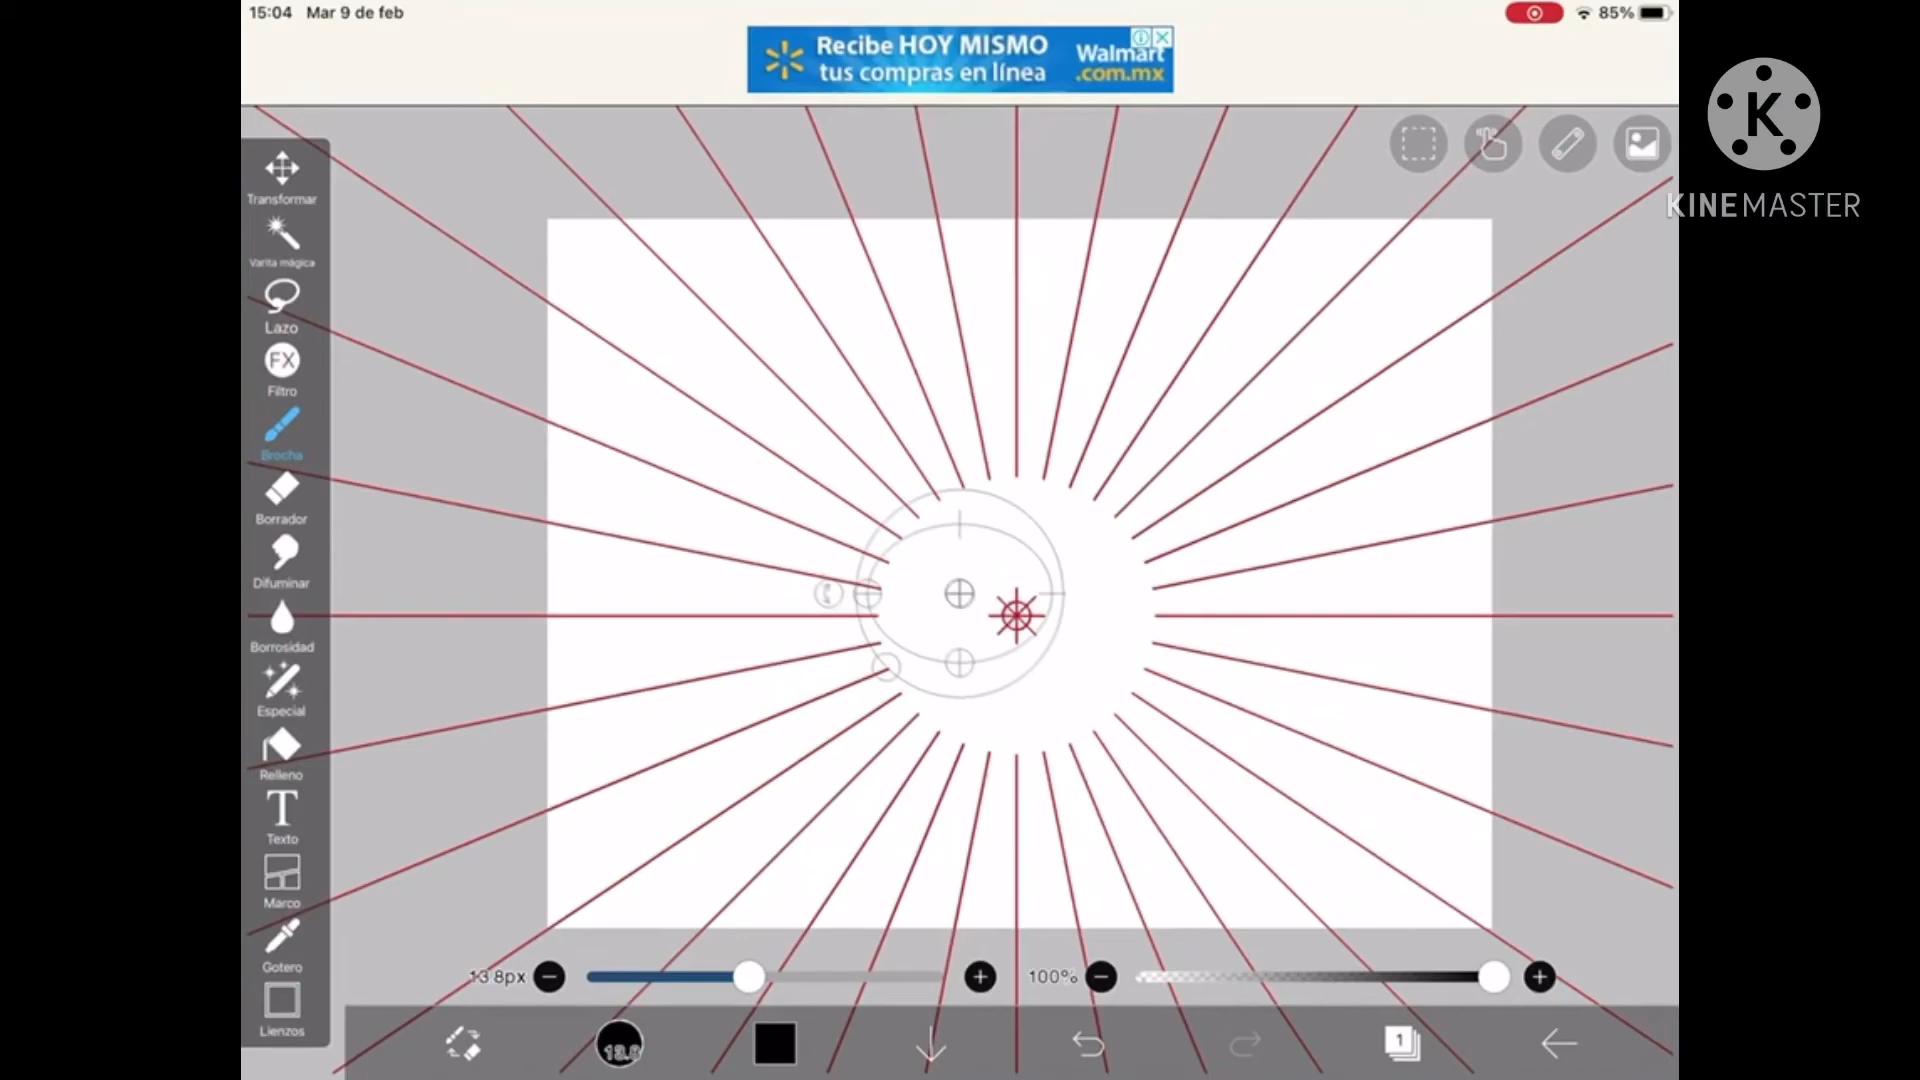 15:04 Mar 9 de feb
85%
Recibe HOY MISMO
tus compras en línea
Walmart
.com.mx
K
KINEMASTER
Transformar
Varita mágica
Lazo
FX
Filtro
Brocha
Borrador
Difuminar
Borrosidad
Especial
Relleno
T
Texto
Marco
Gotero
Lienzos
13.8px
100%
13.8
1